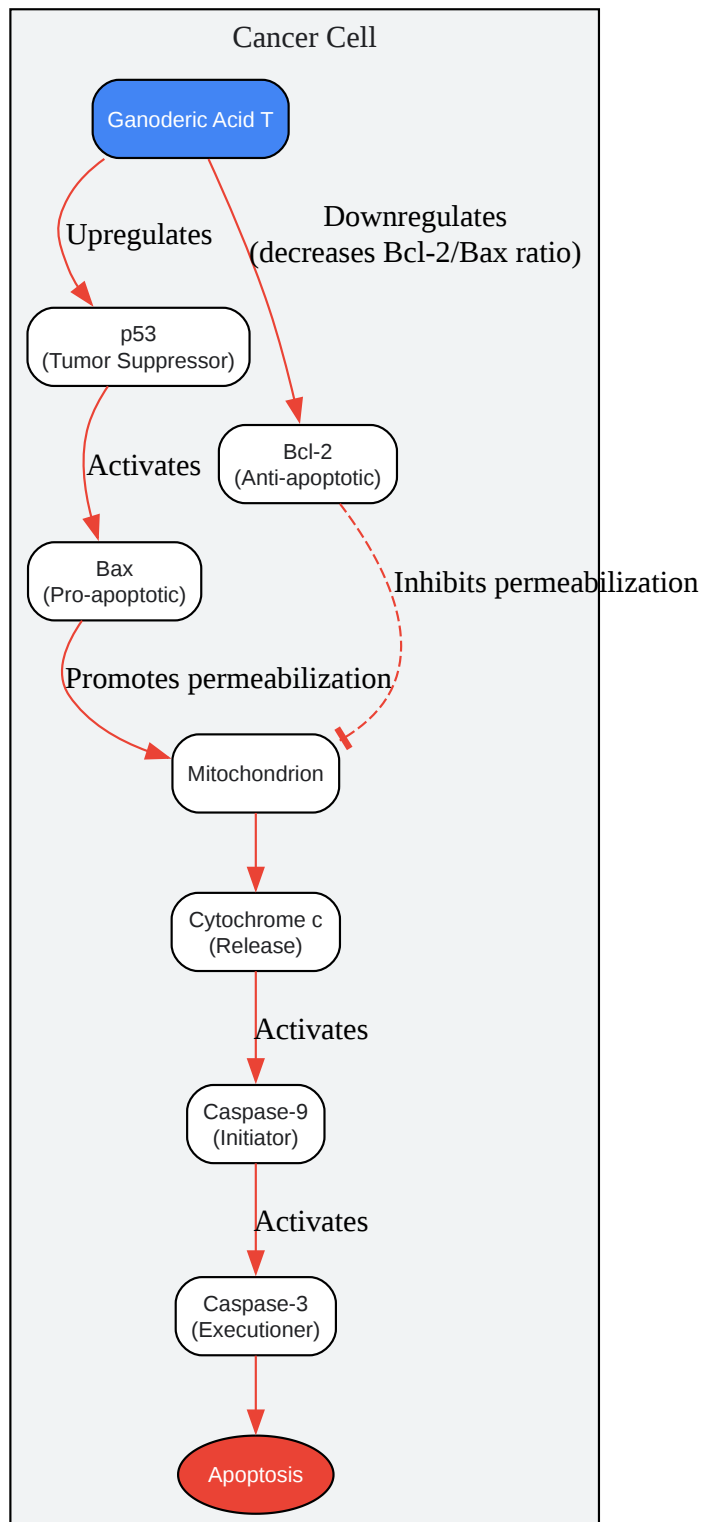 Cancer Cell
Ganoderic Acid T
Upregulates
Downregulates
(decreases Bcl-2/Bax ratio)
p53
(Tumor Suppressor)
Activates
Bcl-2
(Anti-apoptotic)
Bax
(Pro-apoptotic)
Inhibits permeabilization
Promotes permeabilization
Mitochondrion
Cytochrome c
(Release)
Activates
Caspase-9
(Initiator)
Activates
Caspase-3
(Executioner)
Apoptosis